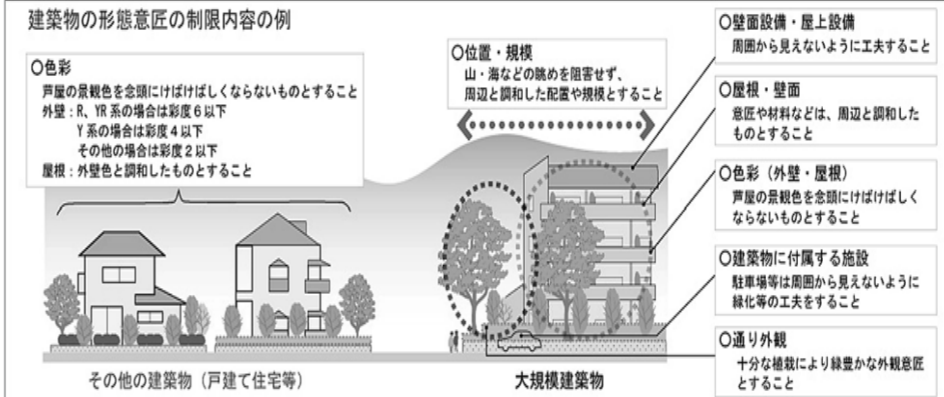 建築物の形態意匠の制限内容の例
○色彩
芦屋の景観色を念頭にけばけばしくならないものとすること
外壁：R、YR系の場合は彩度6以下
Y系の場合は彩度4以下
その他の場合は彩度2以下
屋根：外壁色と調和したものとすること
○位置・規模
山・海などの眺めを阻害せず、
周辺と調和した配置や規模とすること
○壁面設備・屋上設備
周囲から見えないように工夫すること
○屋根・壁面
意匠や材料などは、周辺と調和した
ものとすること
○色彩（外壁・屋根）
芦屋の景観色を念頭にけばけばしく
ならないものとすること
○建築物に付属する施設
駐車場等は周囲から見えないように
緑化等の工夫をすること
○通り外観
十分な植栽により緑豊かな外観意匠
とすること
その他の建築物（戸建て住宅等）
大規模建築物